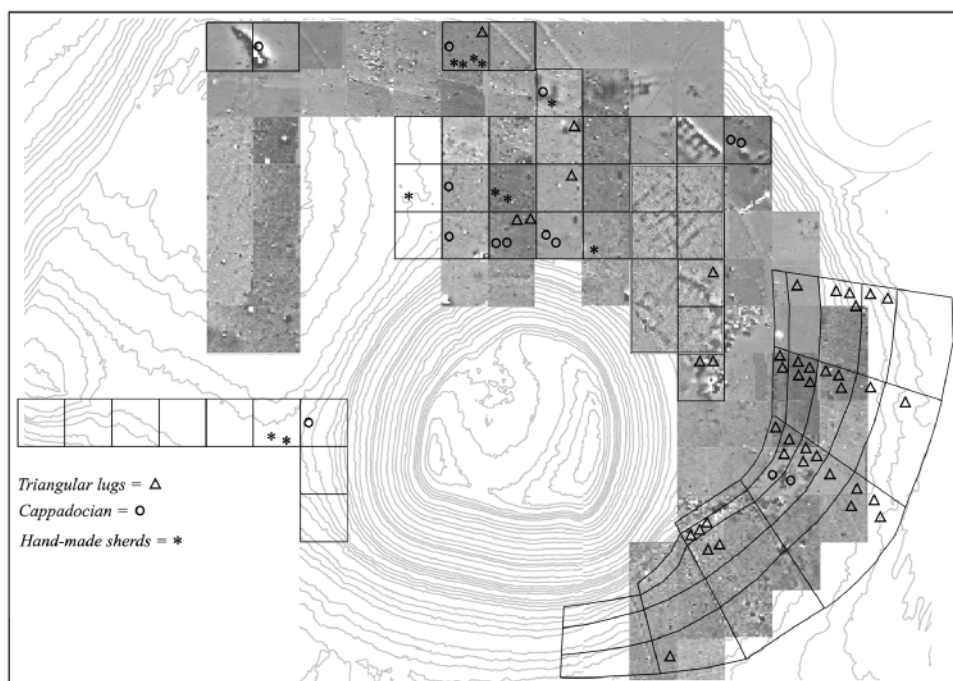 Triangular lugs = △
Cappadocian = o
Hand-made sherds = *